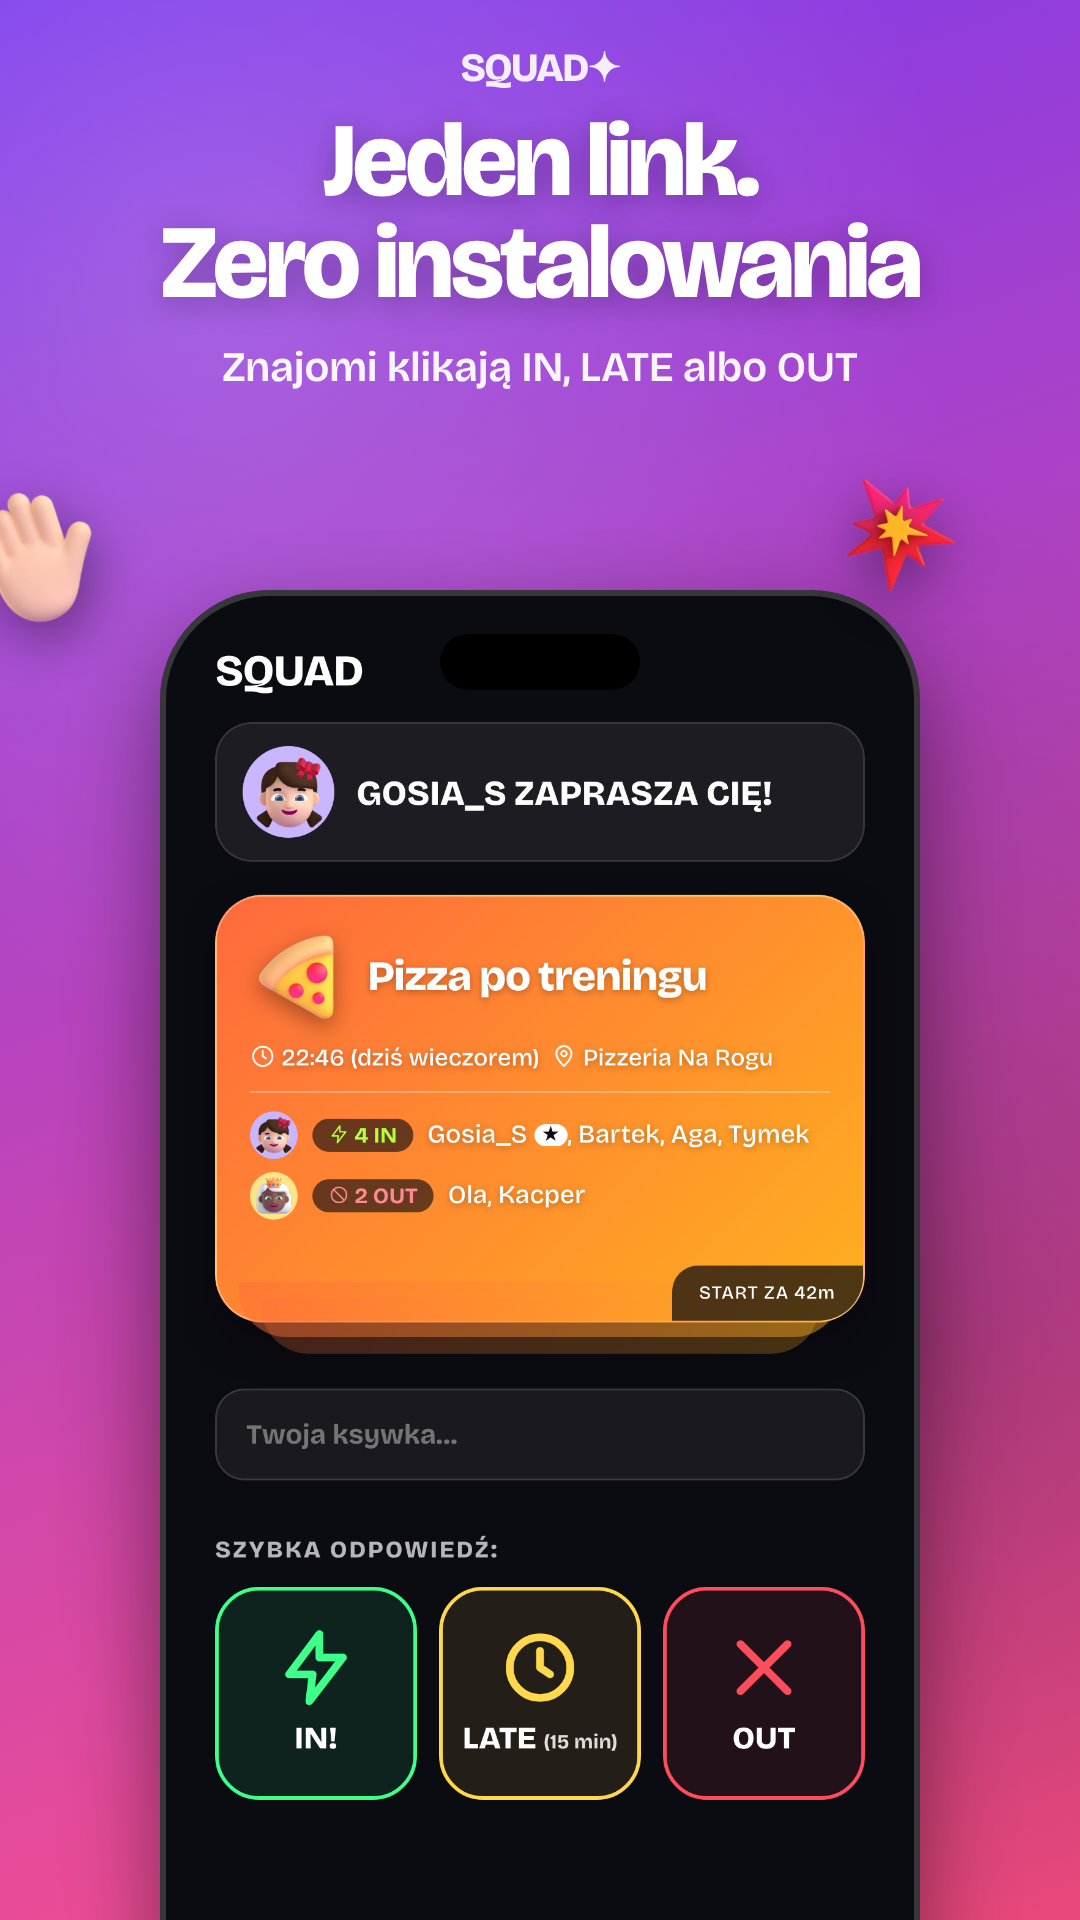 SQUAD
Jeden link.
Zero instalowania
Znajomi klikają IN, LATE albo OUT
SQUAD
GOSIA_S ZAPRASZA CIĘ!
Pizza po treningu
22:46 (dziś wieczorem) Pizzeria Na Rogu
4 IN Gosia_S ★, Bartek, Aga, Tymek
2 OUT Ola, Kacper
START ZA 42m
Twoja ksywka...
SZYBKA ODPOWIEDŹ:
IN! LATE (15 min) OUT